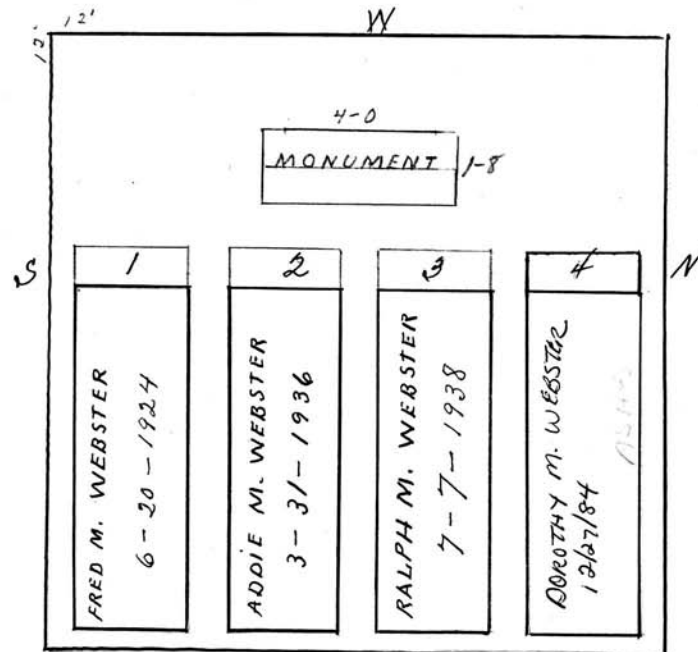 12' 12' W
4-0
MONUMENT 1-8
S 1 2 3 4 N
FRED M. WEBSTER
6-20-1924
ADDIE M. WEBSTER
3-31-1936
RALPH M. WEBSTER
7-7-1938
DOROTHY M. WEBSTER
12/27/84